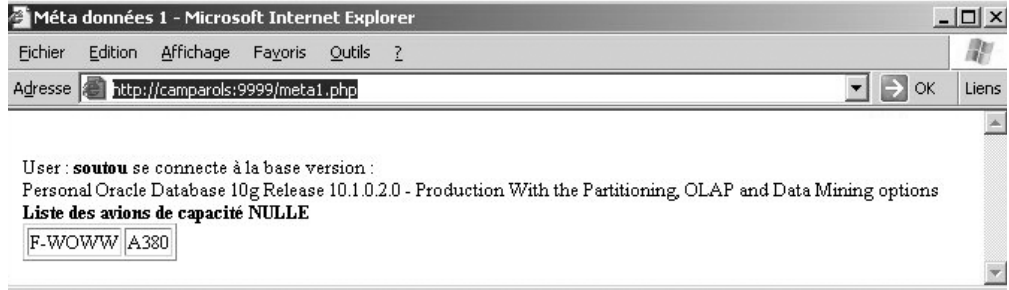 Méta données 1 - Microsoft Internet Explorer
Fichier Edition Affichage Favoris Outils ?
Adresse http://camparols:9999/meta1.php OK Liens
User : soutou se connecte à la base version :
Personal Oracle Database 10g Release 10.1.0.2.0 - Production With the Partitioning, OLAP and Data Mining options
Liste des avions de capacité NULLE
F-WOWW A380